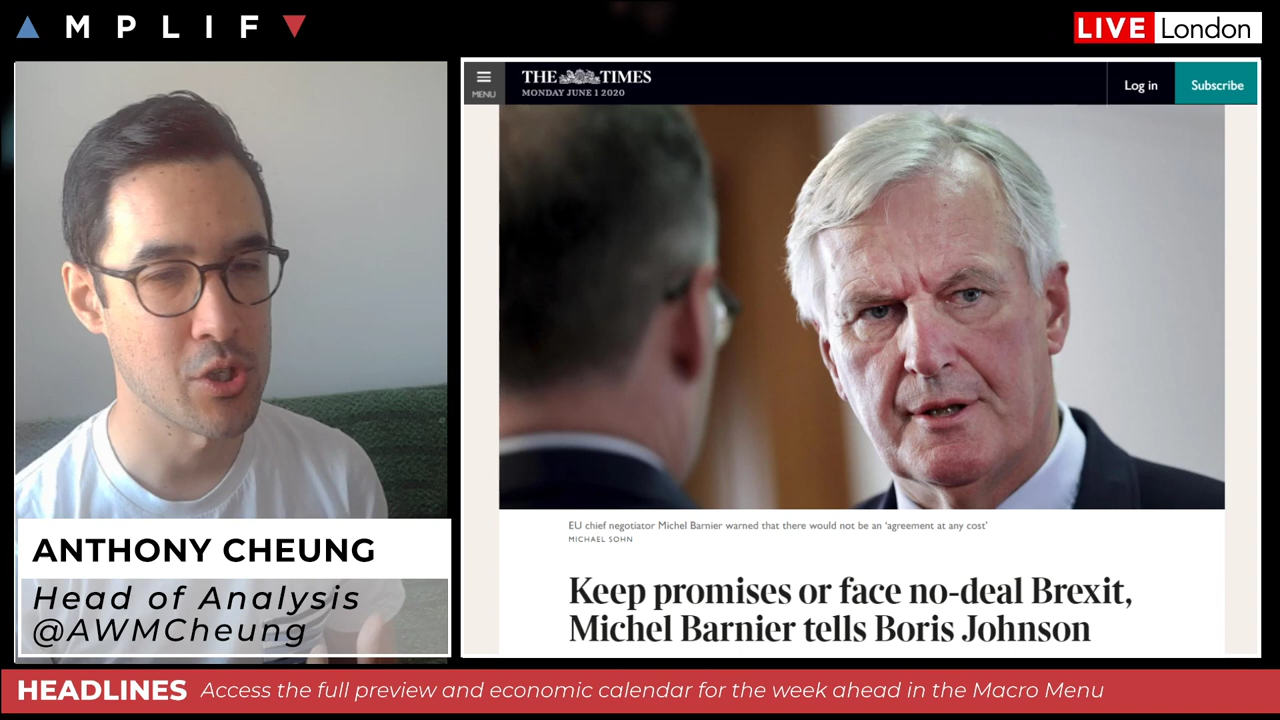 AMPLIFY
LIVE London
THE TIMES
MONDAY JUNE 1 2020
MENU
Log in
Subscribe
EU chief negotiator Michel Barnier warned that there would not be an ‘agreement at any cost’
MICHAEL SOHN
Keep promises or face no-deal Brexit,
Michel Barnier tells Boris Johnson
ANTHONY CHEUNG
Head of Analysis
@AWMCheung
HEADLINES Access the full preview and economic calendar for the week ahead in the Macro Menu